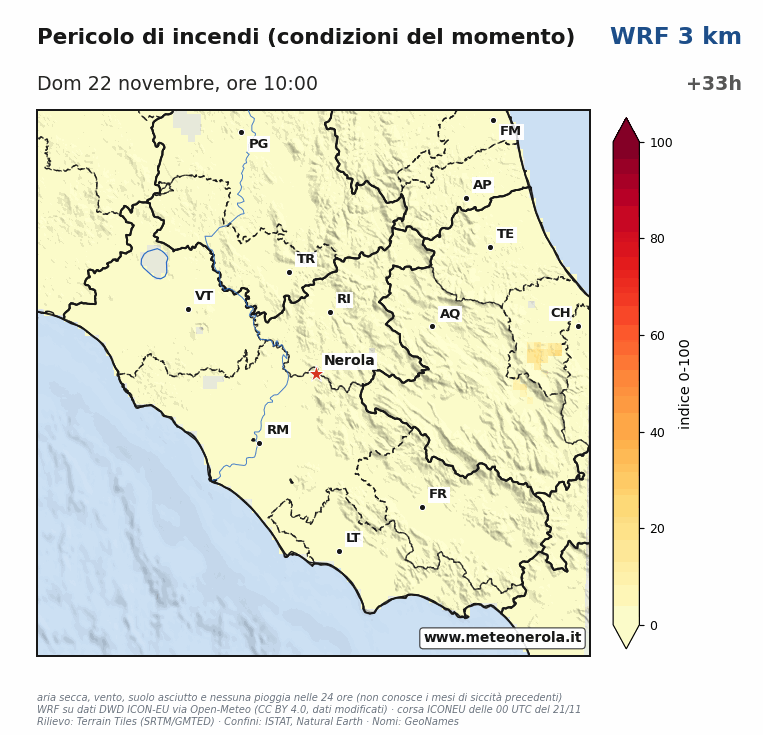 Pericolo di incendi (condizioni del momento)
WRF 3 km
Dom 22 novembre, ore 10:00
+33h
FM
PG
AP
TE
TR
VT
RI
AQ
CH
Nerola
RM
FR
LT
www.meteonerola.it
100
80
60
40
20
0
indice 0-100
aria secca, vento, suolo asciutto e nessuna pioggia nelle 24 ore (non conosce i mesi di siccità precedenti)
WRF su dati DWD ICON-EU via Open-Meteo (CC BY 4.0, dati modificati) · corsa ICONEU delle 00 UTC del 21/11
Rilievo: Terrain Tiles (SRTM/GMTED) · Confini: ISTAT, Natural Earth · Nomi: GeoNames